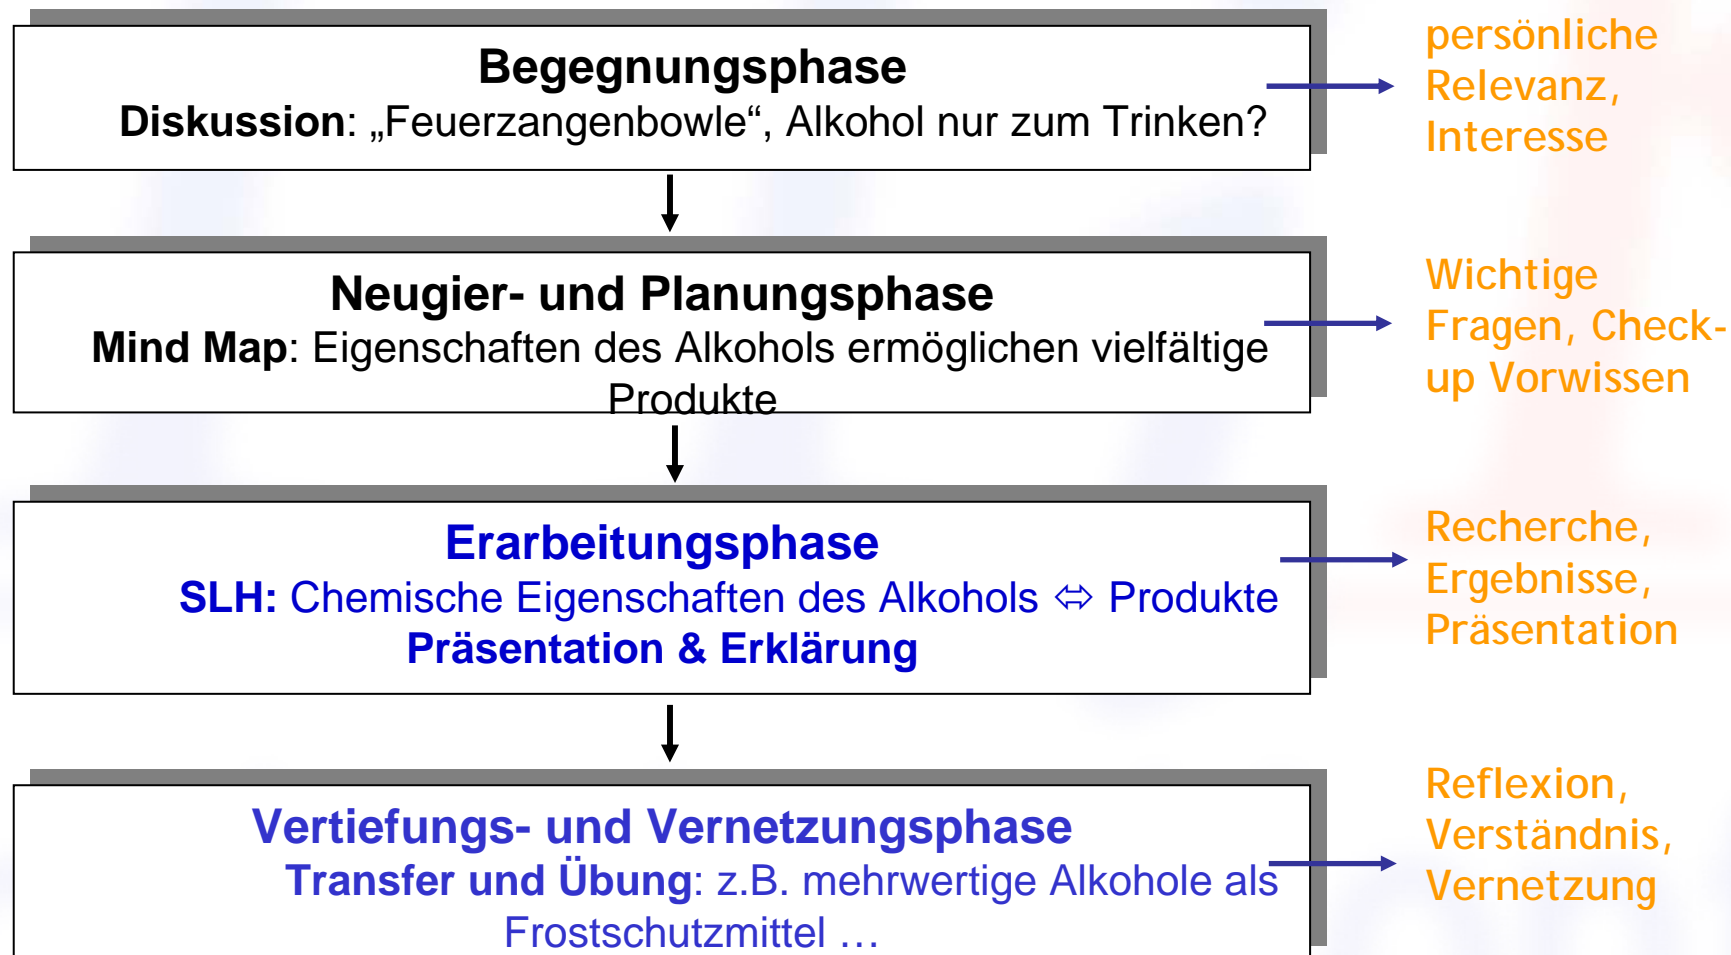 Begegnungsphase
Diskussion: „Feuerzangenbowle“, Alkohol nur zum Trinken?
persönliche
Relevanz,
Interesse
Neugier- und Planungsphase
Mind Map: Eigenschaften des Alkohols ermöglichen vielfältige
Produkte
Wichtige
Fragen, Check-
up Vorwissen
Erarbeitungsphase
SLH: Chemische Eigenschaften des Alkohols ⇔ Produkte
Präsentation & Erklärung
Recherche,
Ergebnisse,
Präsentation
Vertiefungs- und Vernetzungsphase
Transfer und Übung: z.B. mehrwertige Alkohole als
Frostschutzmittel …
Reflexion,
Verständnis,
Vernetzung